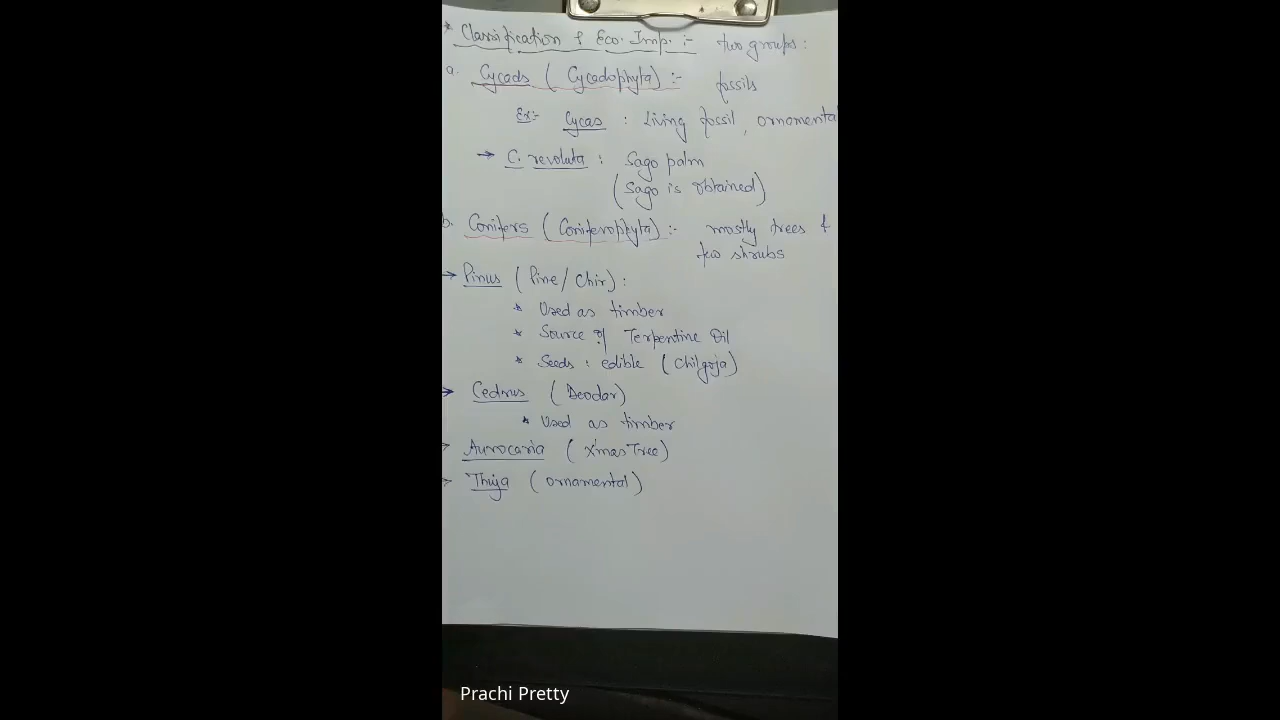 * Classification & Eco. Imp. :- two groups :
a. Cycads ( Cycadophyta) :- fossils
Ex:- Cycas : Living fossil, ornamental
→ C. revoluta : Sago palm
(Sago is obtained)
b. Conifers ( Coniferophyta) :- mostly trees &
few shrubs
→ Pinus ( Pine / Chir) :
* Used as timber
* Source of Terpentine Oil
* Seeds : edible ( Chilgoja)
→ Cedrus ( Deodar)
* Used as timber
→ Aurocaria ( X'mas Tree)
→ Thuja ( ornamental)
Prachi Pretty